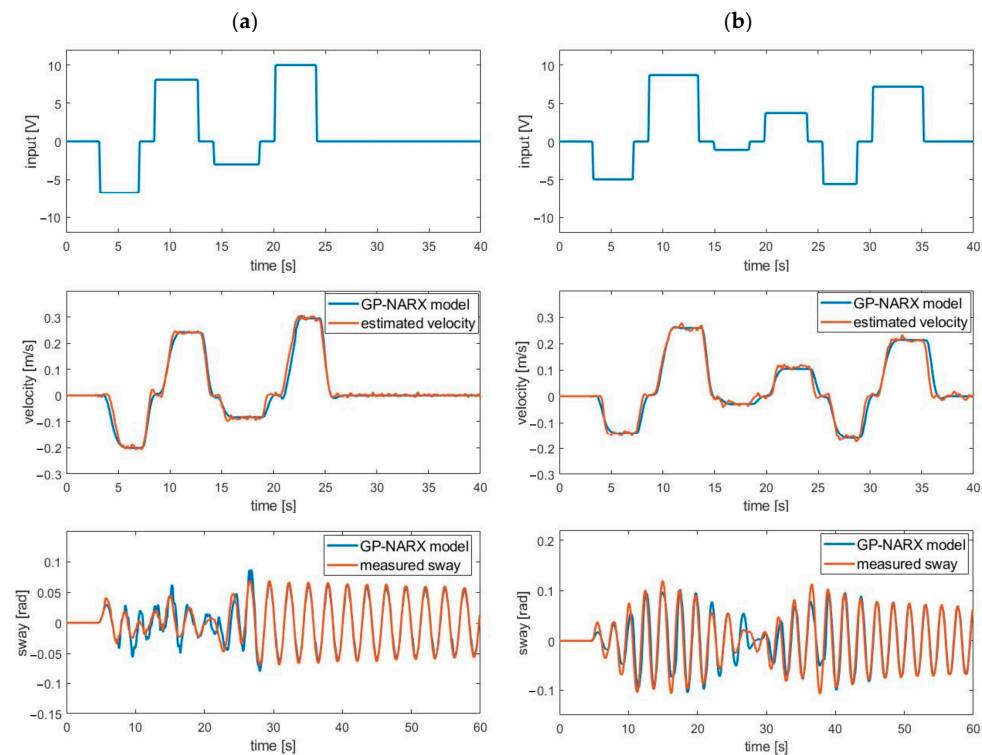 (a)
10
5
0
−5
−10
input [V]
0 5 10 15 20 25 30 35 40
time [s]
GP-NARX model
estimated velocity
0.3
0.2
0.1
0
−0.1
−0.2
−0.3
velocity [m/s]
0 5 10 15 20 25 30 35 40
time [s]
GP-NARX model
measured sway
0.15
0.1
0.05
0
−0.05
−0.1
−0.15
sway [rad]
0 10 20 30 40 50 60
time [s]
(b)
10
5
0
−5
−10
input [V]
0 5 10 15 20 25 30 35 40
time [s]
GP-NARX model
estimated velocity
0.3
0.2
0.1
0
−0.1
−0.2
−0.3
velocity [m/s]
0 5 10 15 20 25 30 35 40
time [s]
GP-NARX model
measured sway
0.2
0.1
0
−0.1
sway [rad]
0 10 20 30 40 50 60
time [s]